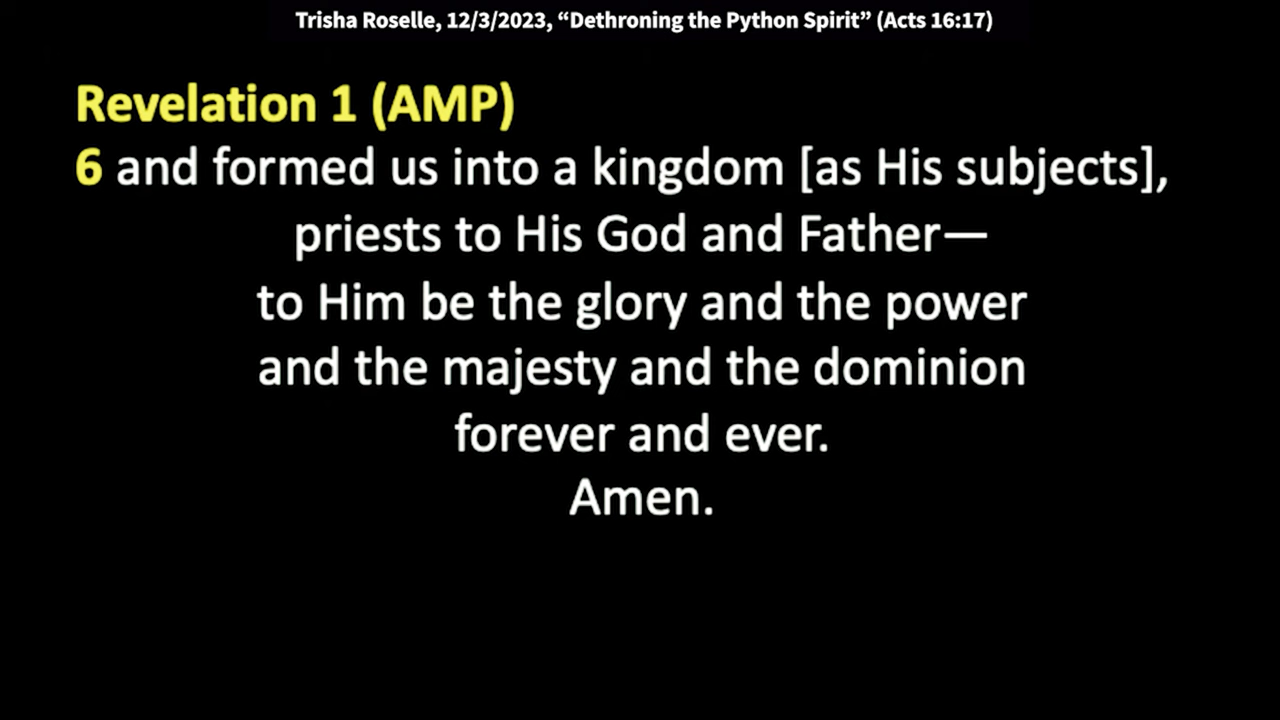 Trisha Roselle, 12/3/2023, “Dethroning the Python Spirit” (Acts 16:17)
Revelation 1 (AMP)
6 and formed us into a kingdom [as His subjects],
priests to His God and Father—
to Him be the glory and the power
and the majesty and the dominion
forever and ever.
Amen.